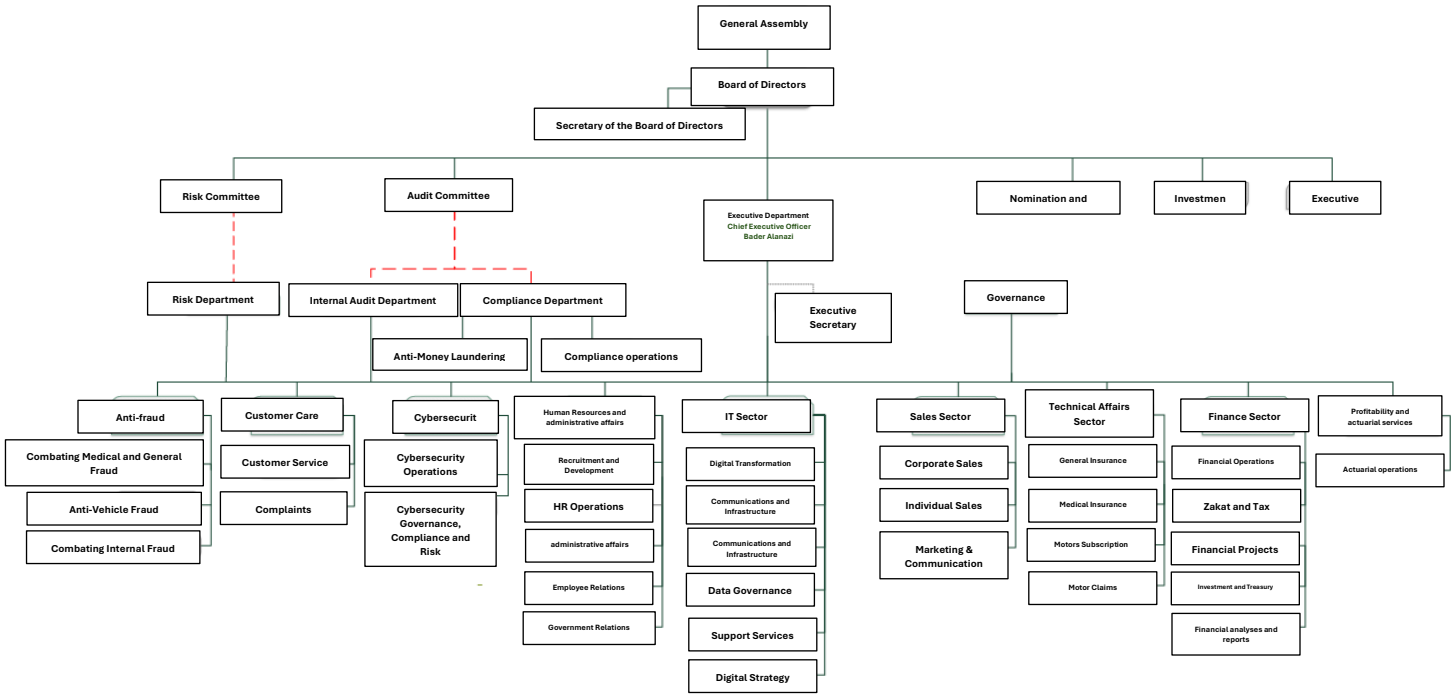 General Assembly
Board of Directors
Secretary of the Board of Directors
Risk Committee
Audit Committee
Executive Department
Chief Executive Officer
Bader Alanazi
Nomination and
Investmen
Executive
Risk Department
Internal Audit Department
Compliance Department
Executive
Secretary
Governance
Anti-Money Laundering
Compliance operations
Anti-fraud
Combating Medical and General
Fraud
Anti-Vehicle Fraud
Combating Internal Fraud
Customer Care
Customer Service
Complaints
Cybersecurit
Cybersecurity
Operations
Cybersecurity
Governance,
Compliance and
Risk
Human Resources and
administrative affairs
Recruitment and
Development
HR Operations
administrative affairs
Employee Relations
Government Relations
IT Sector
Digital Transformation
Communications and
Infrastructure
Communications and
Infrastructure
Data Governance
Support Services
Digital Strategy
Sales Sector
Corporate Sales
Individual Sales
Marketing &
Communication
Technical Affairs
Sector
General Insurance
Medical Insurance
Motors Subscription
Motor Claims
Finance Sector
Financial Operations
Zakat and Tax
Financial Projects
Investment and Treasury
Financial analyses and
reports
Profitability and
actuarial services
Actuarial operations